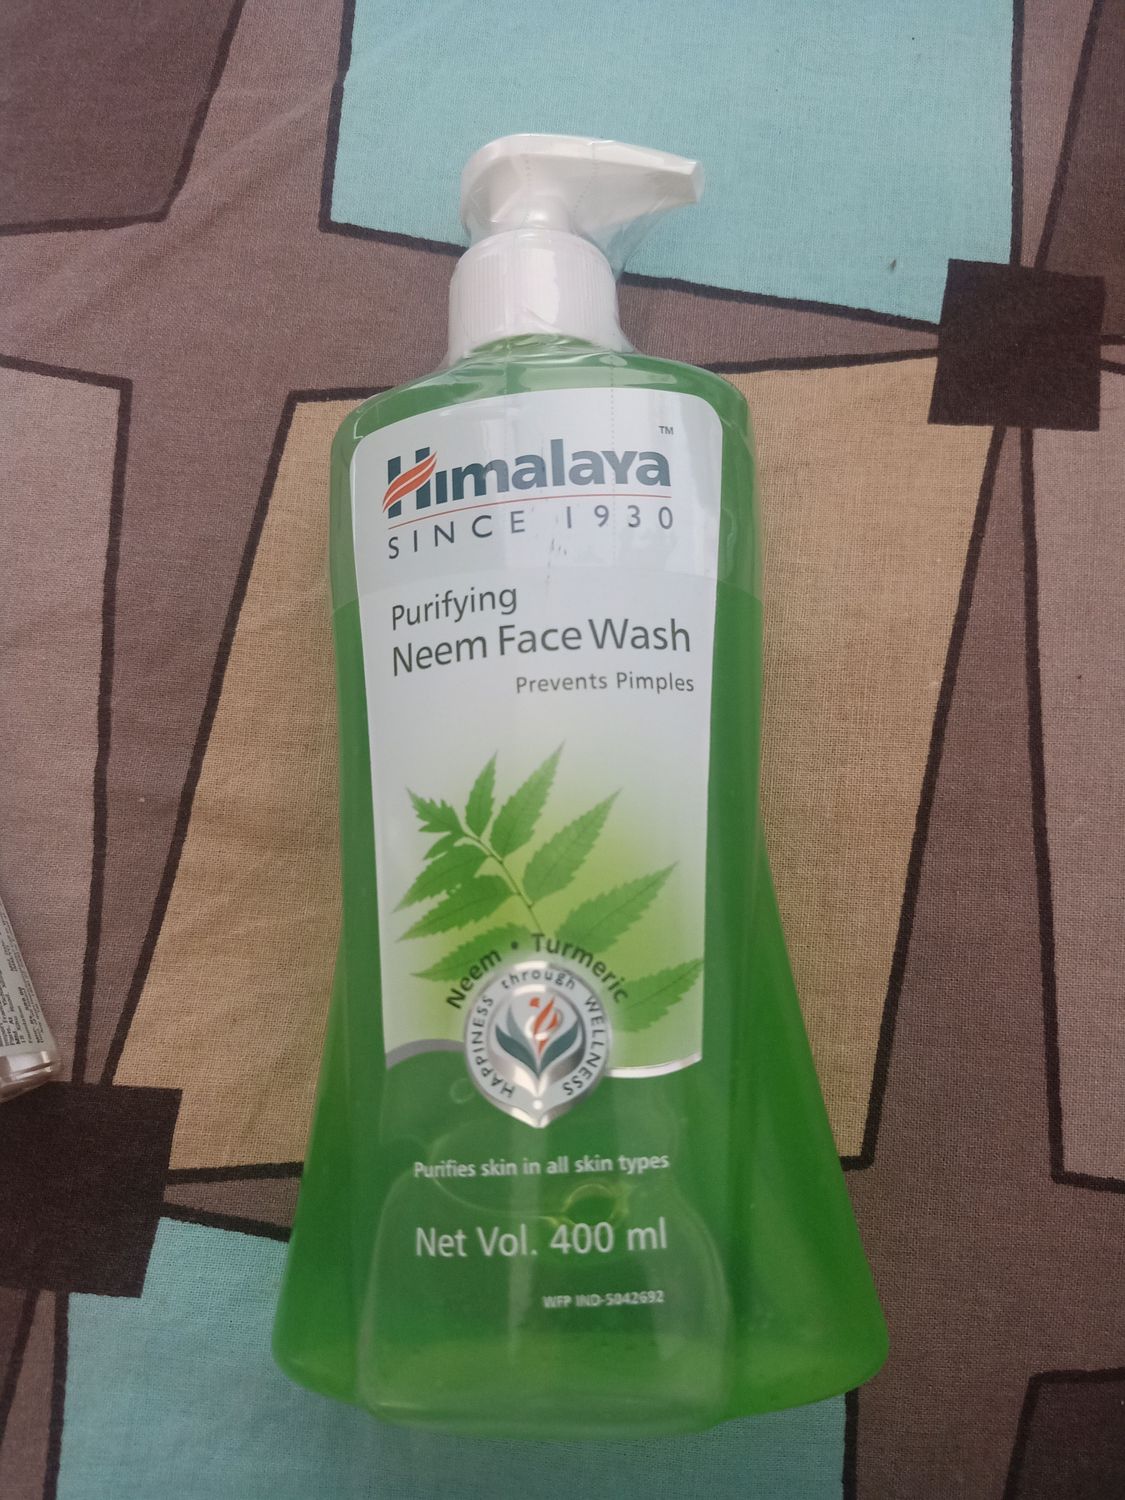 Himalaya™
SINCE 1930
Purifying
Neem Face Wash
Prevents Pimples
Neem • Turmeric
HAPPINESS through WELLNESS
Purifies skin in all skin types
Net Vol. 400 ml
WFP IND-5042692